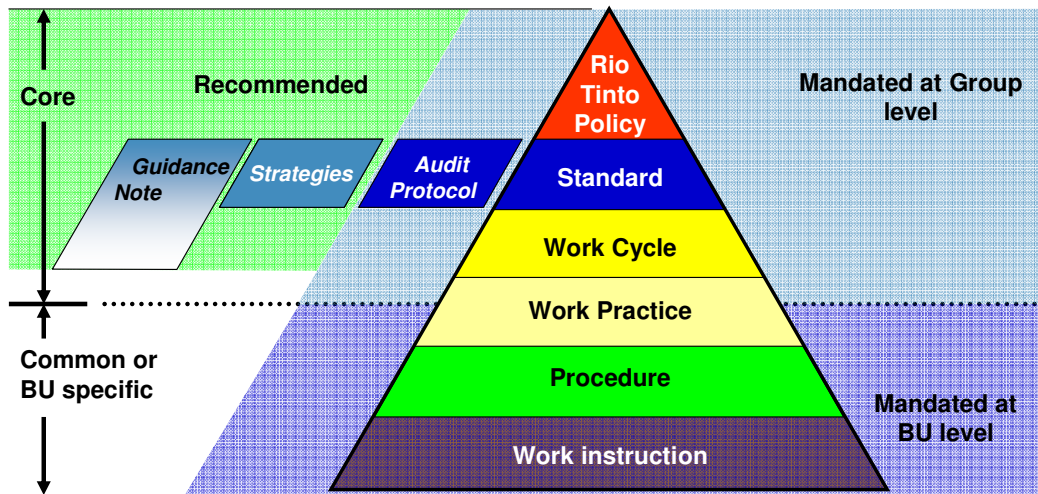 Core
Recommended
Rio
Tinto
Policy
Mandated at Group
level
Guidance
Note
Strategies
Audit
Protocol
Standard
Work Cycle
Work Practice
Common or
BU specific
Procedure
Mandated at
BU level
Work instruction